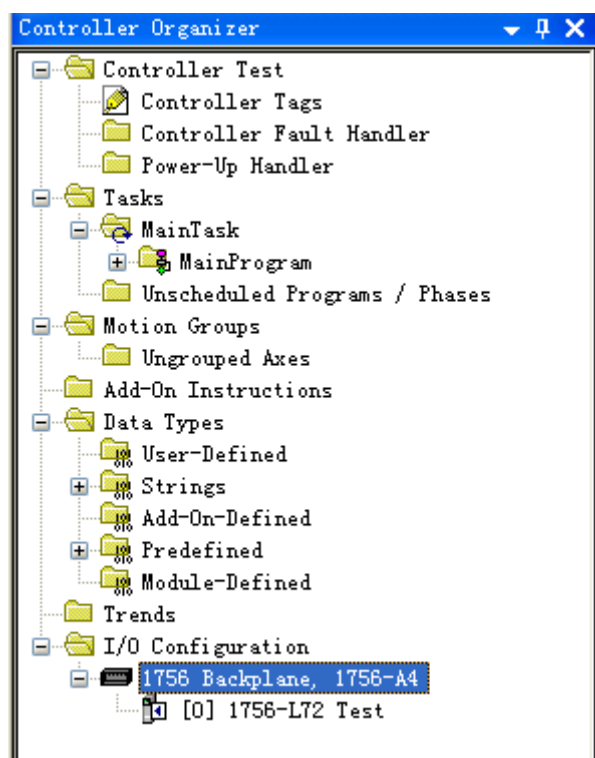 Controller Organizer
Controller Test
Controller Tags
Controller Fault Handler
Power-Up Handler
Tasks
MainTask
MainProgram
Unscheduled Programs / Phases
Motion Groups
Ungrouped Axes
Add-On Instructions
Data Types
User-Defined
Strings
Add-On-Defined
Predefined
Module-Defined
Trends
I/O Configuration
1756 Backplane, 1756-A4
[0] 1756-L72 Test